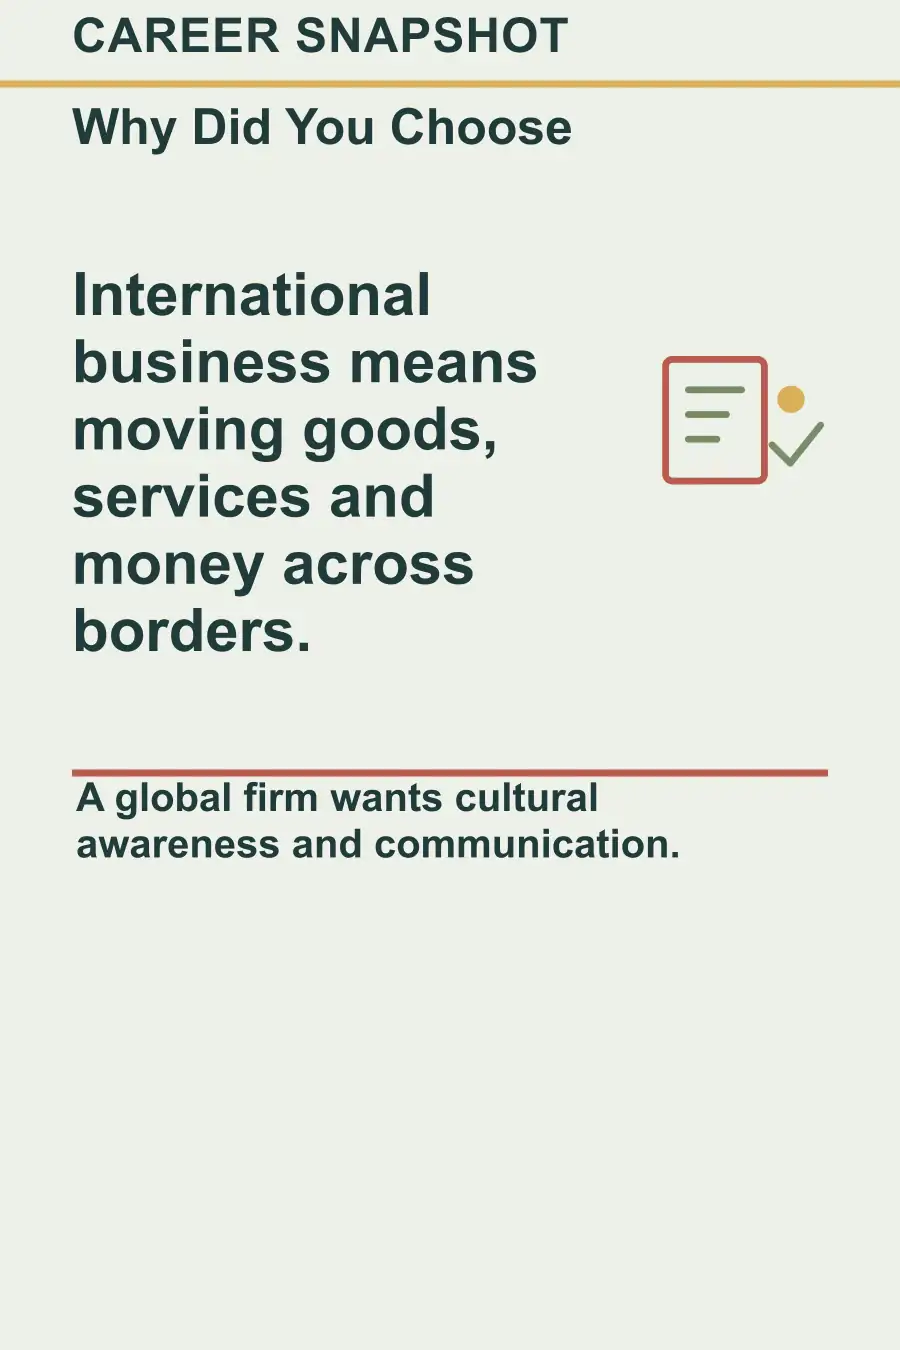 CAREER SNAPSHOT
Why Did You Choose
International
business means
moving goods,
services and
money across
borders.
A global firm wants cultural
awareness and communication.